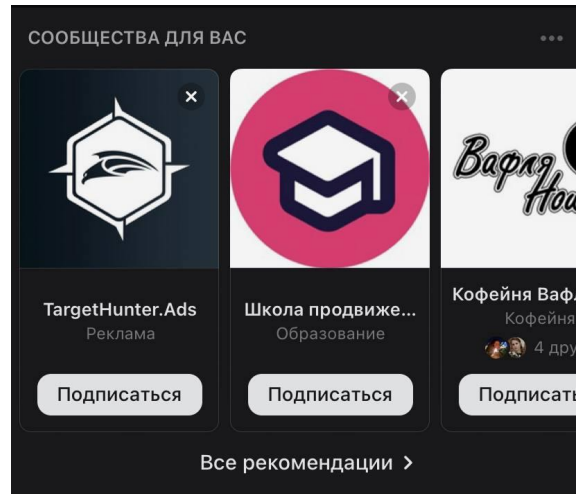 СООБЩЕСТВА ДЛЯ ВАС
TargetHunter.Ads
Реклама
Подписаться
Школа продвиже...
Образование
Подписаться
Вафля
Кофейня Ваф
Кофейня
4 дру
Подписать
Все рекомендации